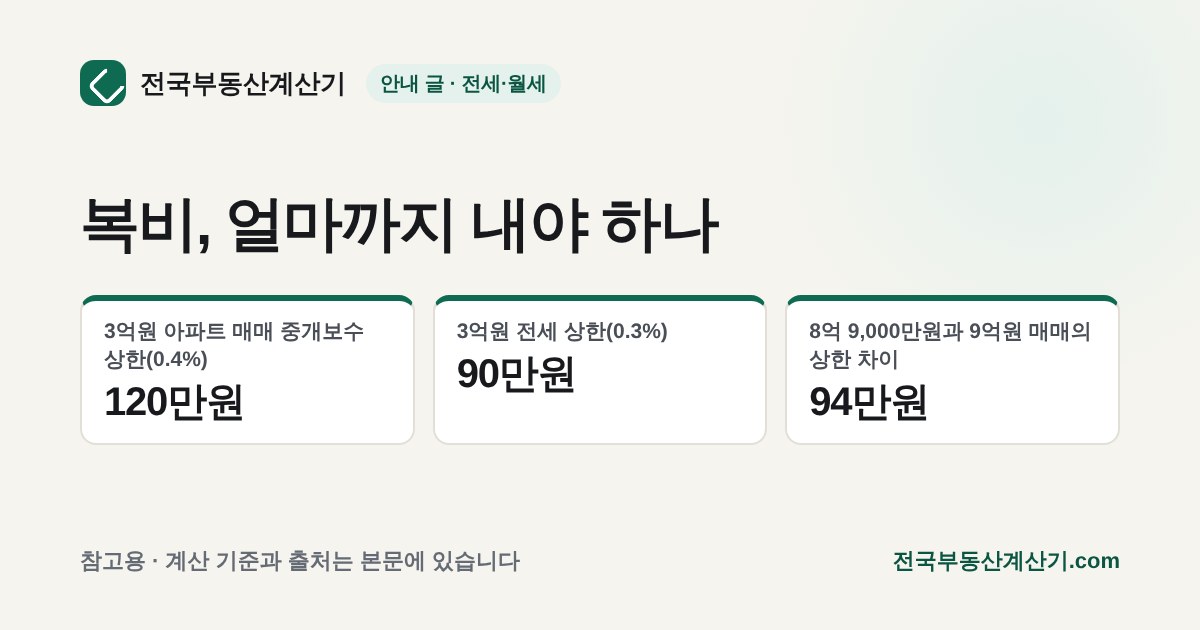 전국부동산계산기
안내 글 · 전세·월세
복비, 얼마까지 내야 하나
3억원 아파트 매매 중개보수
상한(0.4%)
120만원
3억원 전세 상한(0.3%)
90만원
8억 9,000만원과 9억원 매매의
상한 차이
94만원
참고용 · 계산 기준과 출처는 본문에 있습니다
전국부동산계산기.com